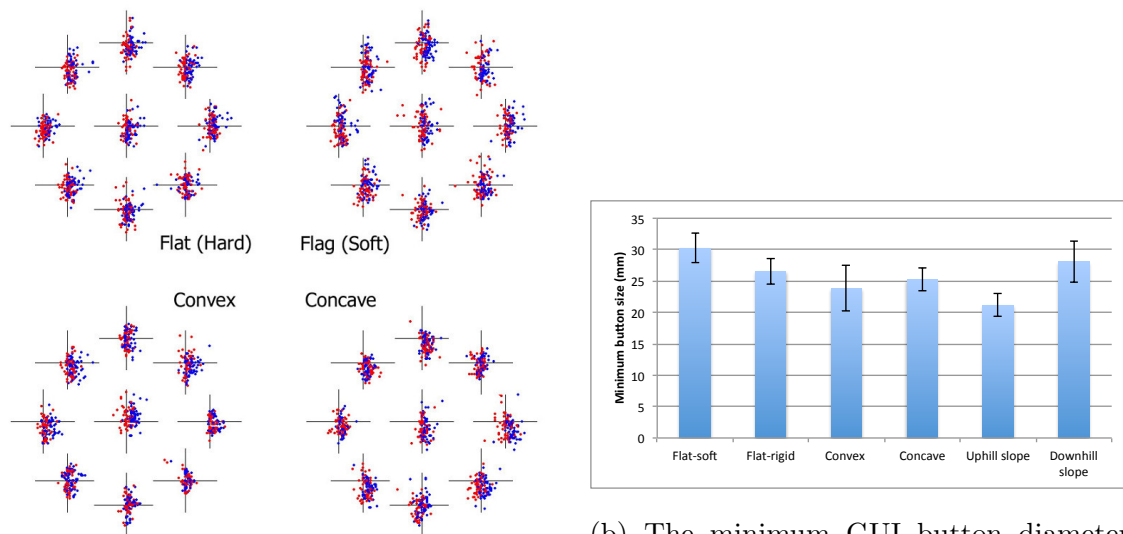 Flat (Hard)
Flag (Soft)
Convex
Concave
Minimum button size (mm)
35
30
25
20
15
10
5
0
Flat-soft
Flat-rigid
Convex
Concave
Uphill slope
Downhill
slope
(b) The minimum GUI button diameter